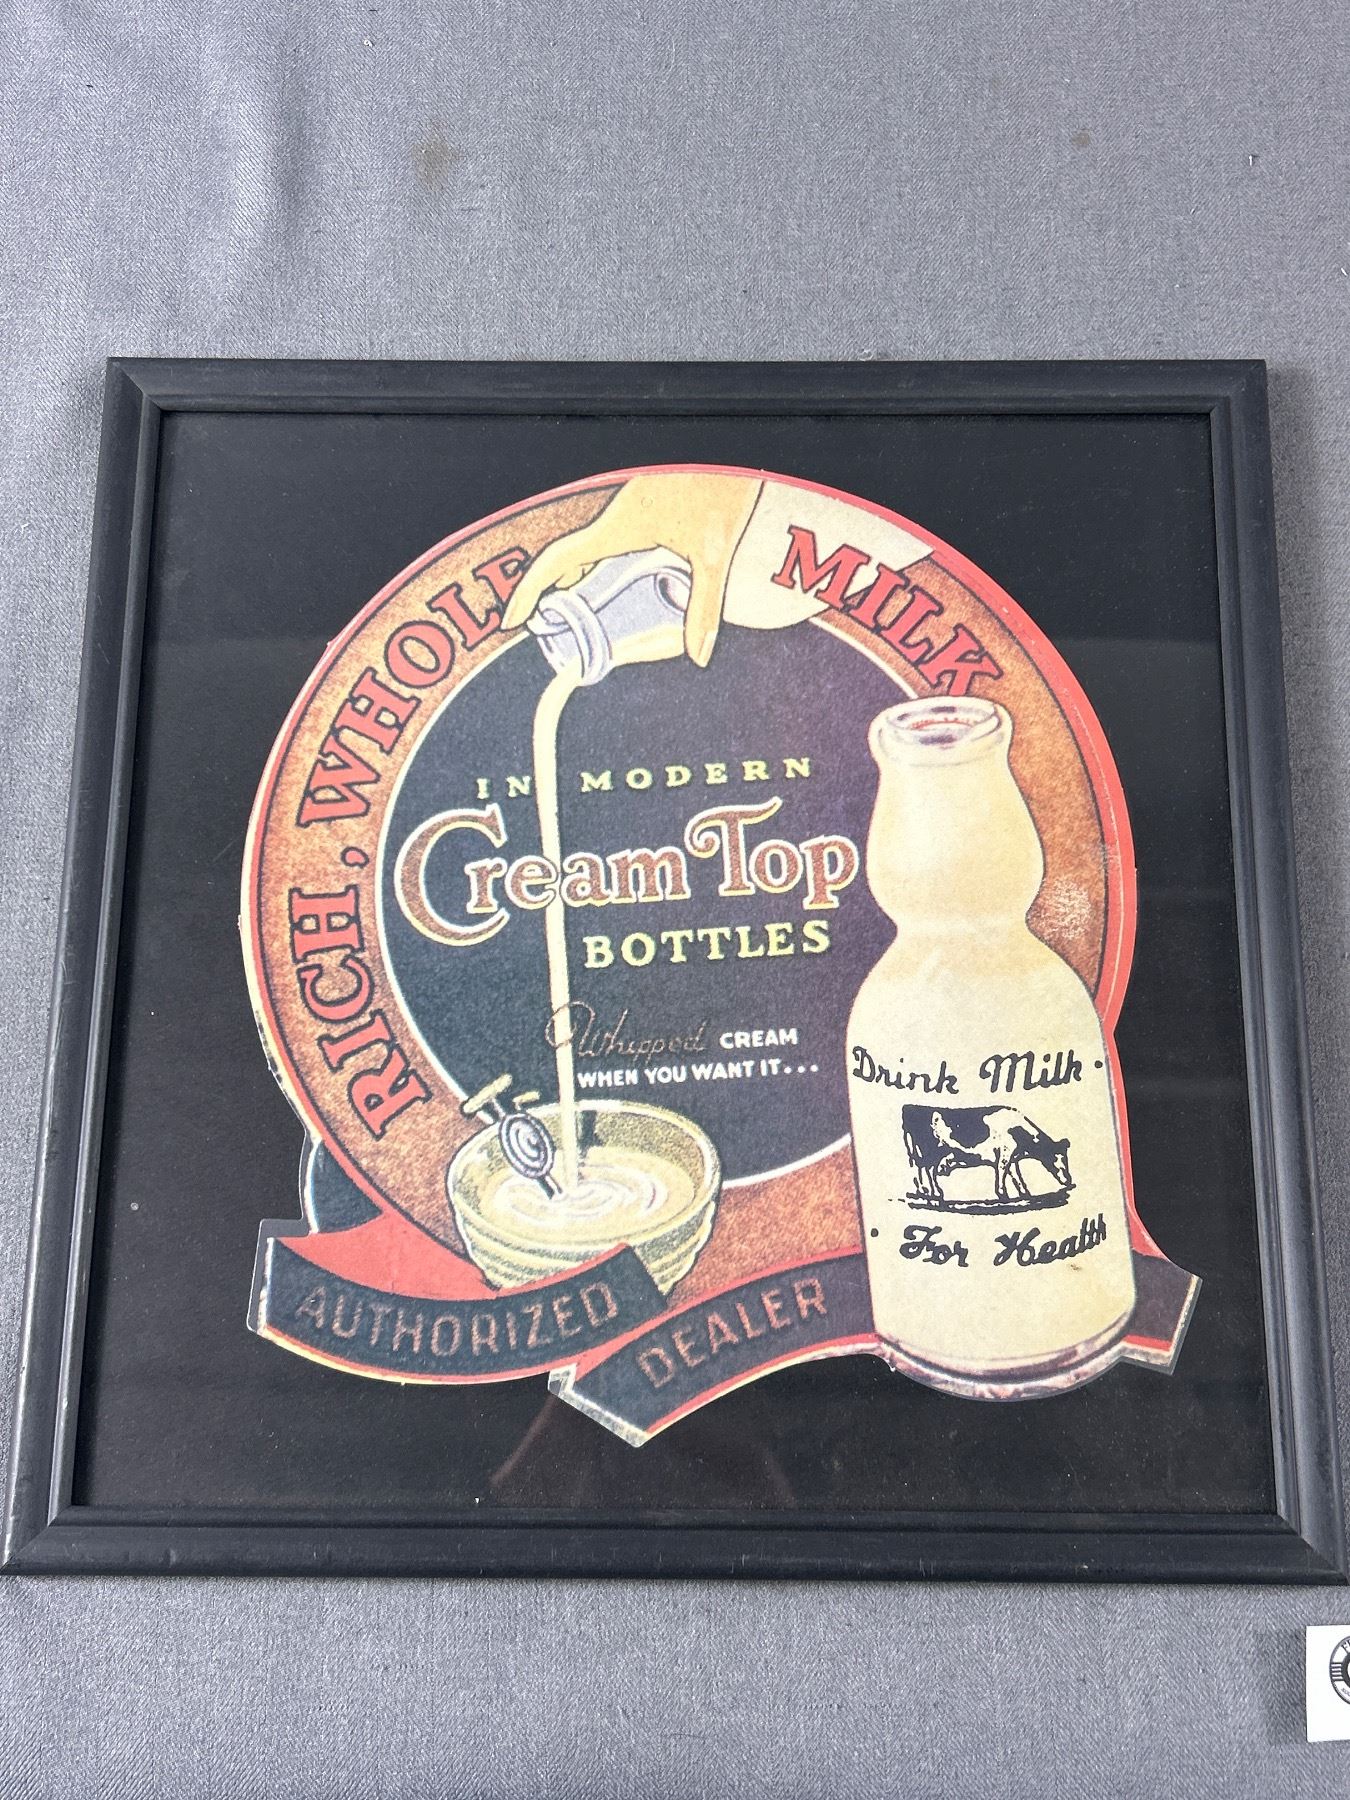 RICH, WHOLE MILK
IN MODERN
Cream Top
BOTTLES
Whipped CREAM
WHEN YOU WANT IT...
Drink Milk
For Health
AUTHORIZED DEALER